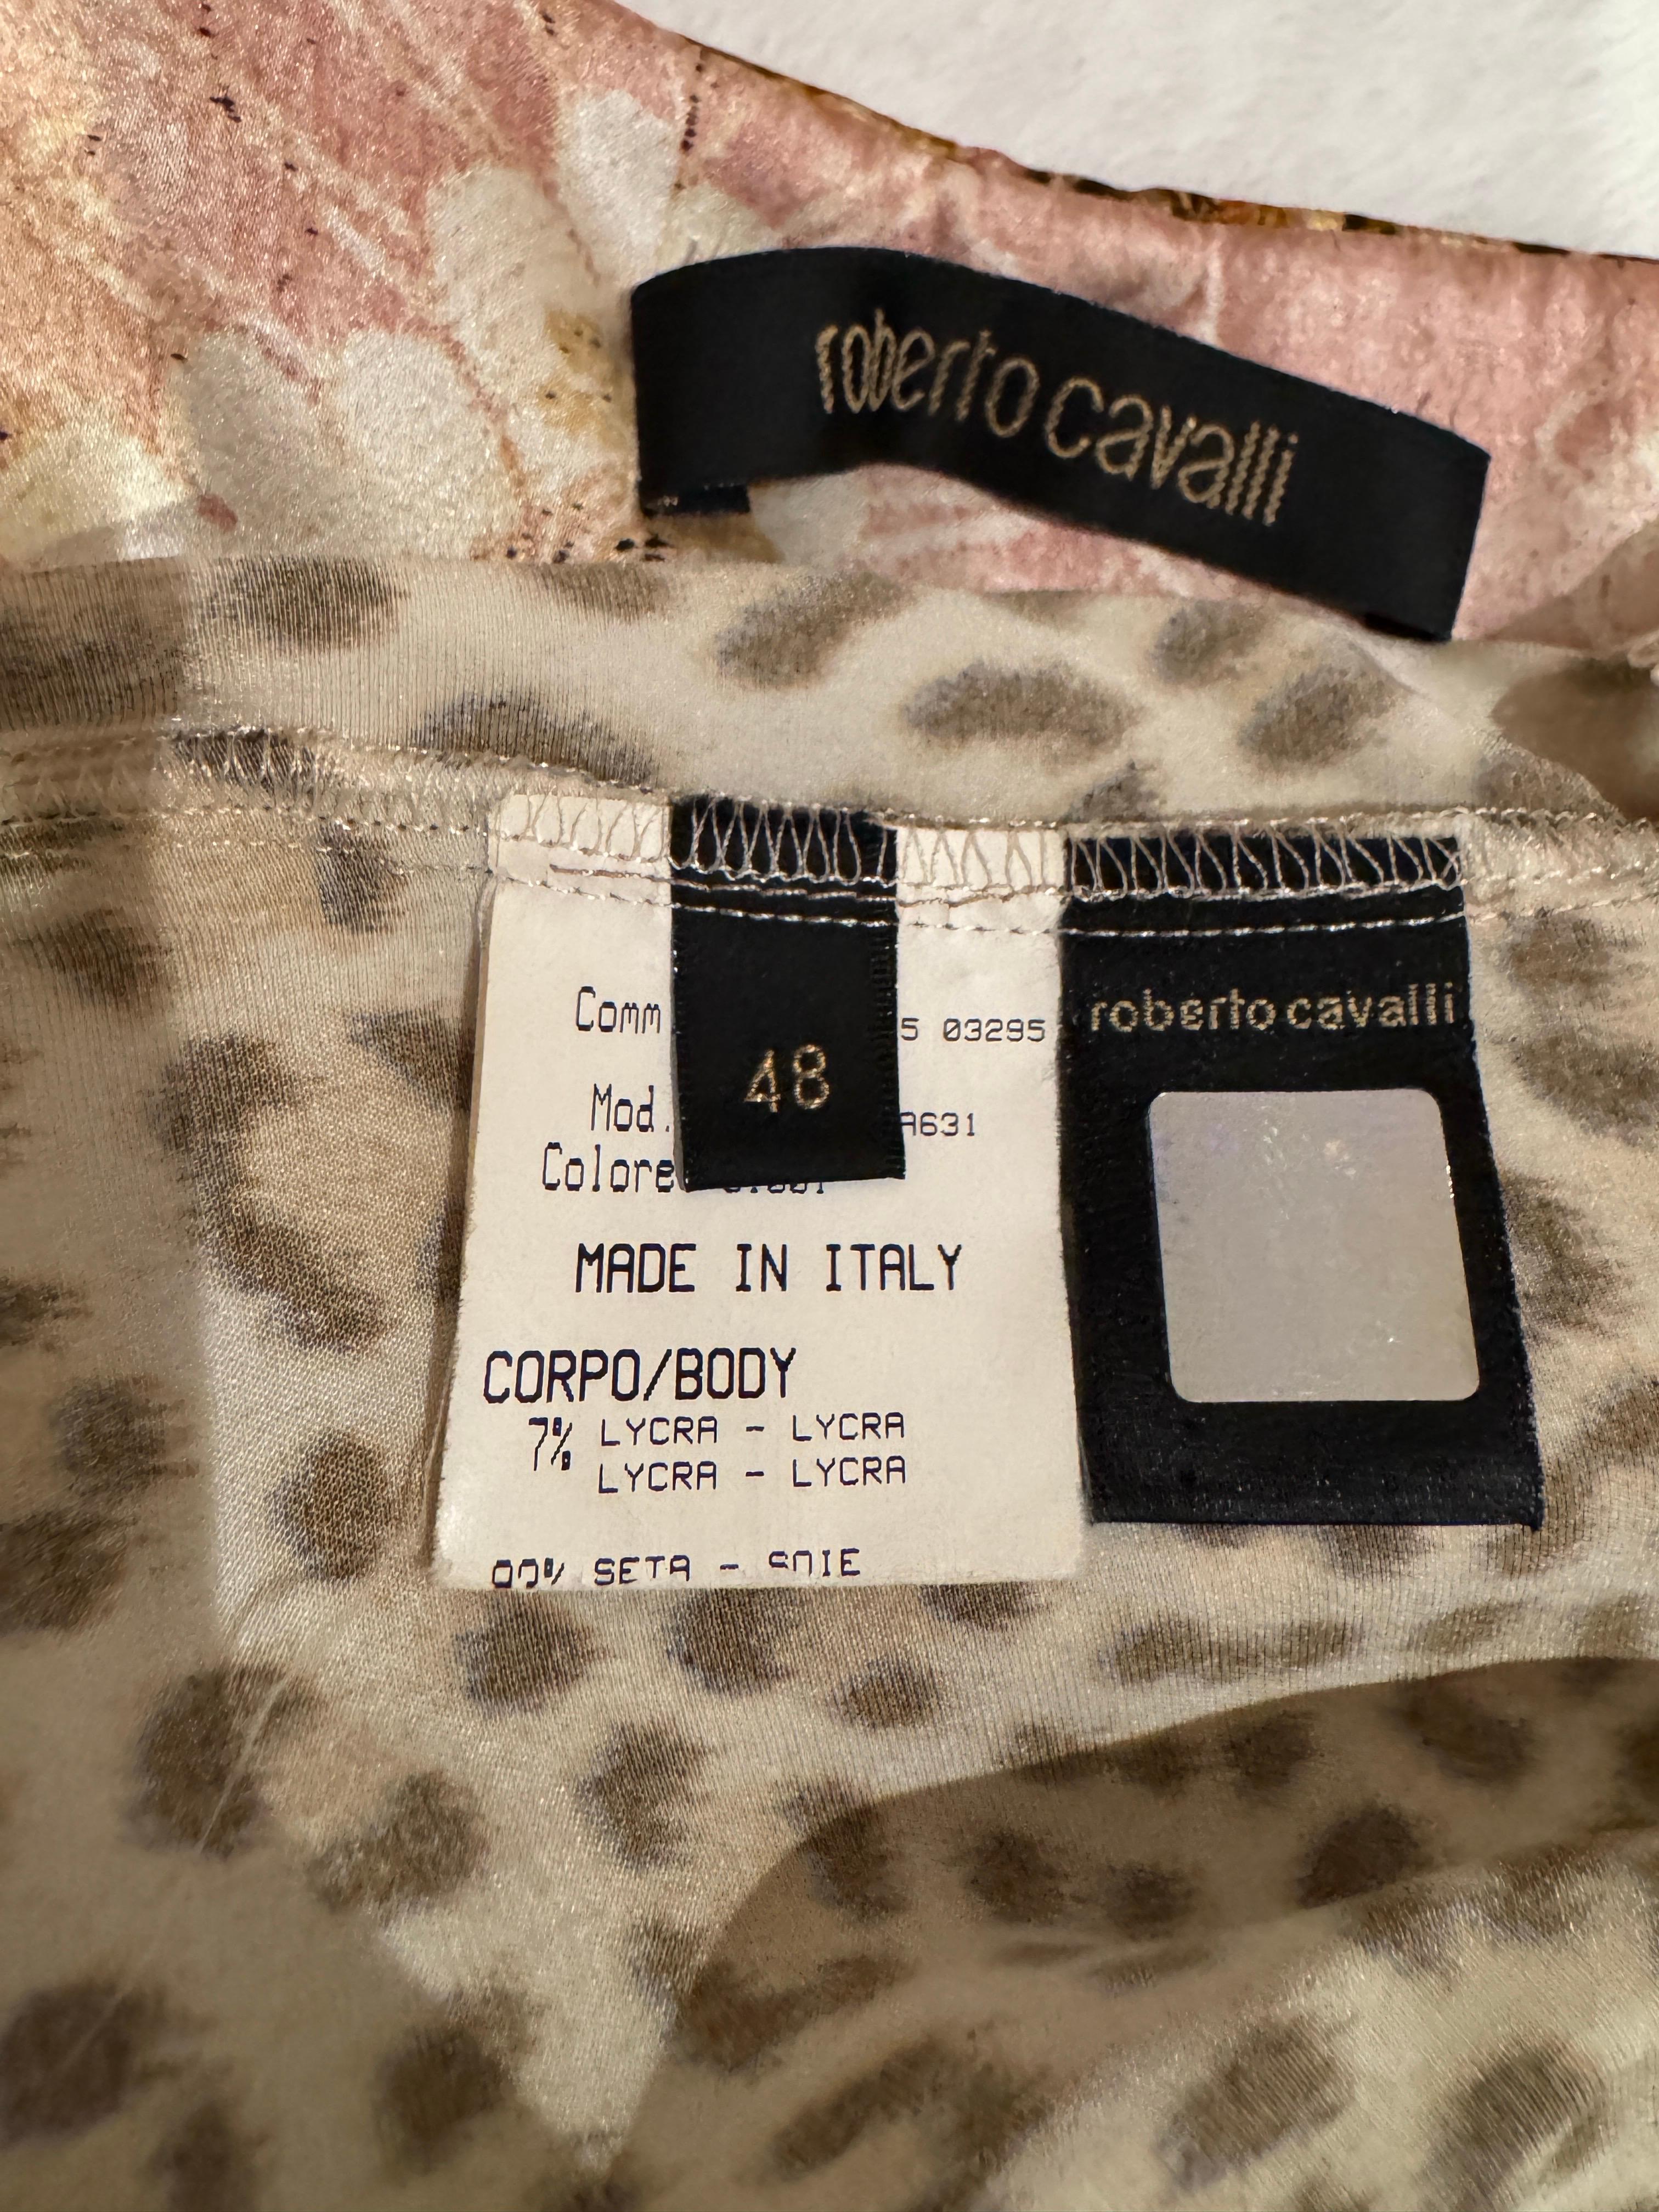 roberto cavalli
Comm 5 03295
48
Mod. A631
Colore
roberto cavalli
MADE IN ITALY
CORPO/BODY
7% LYCRA - LYCRA
LYCRA - LYCRA
SETA - SOIE